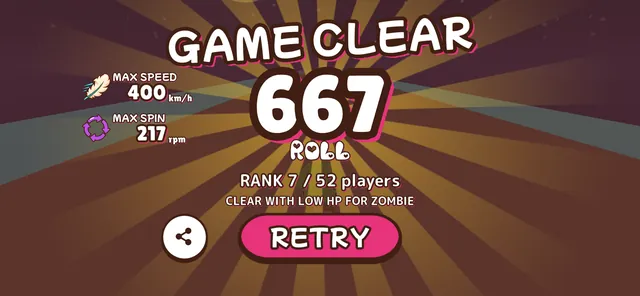 GAME CLEAR
MAX SPEED
400 km/h
MAX SPIN
217 rpm
667
ROLL
RANK 7 / 52 players
CLEAR WITH LOW HP FOR ZOMBIE
RETRY